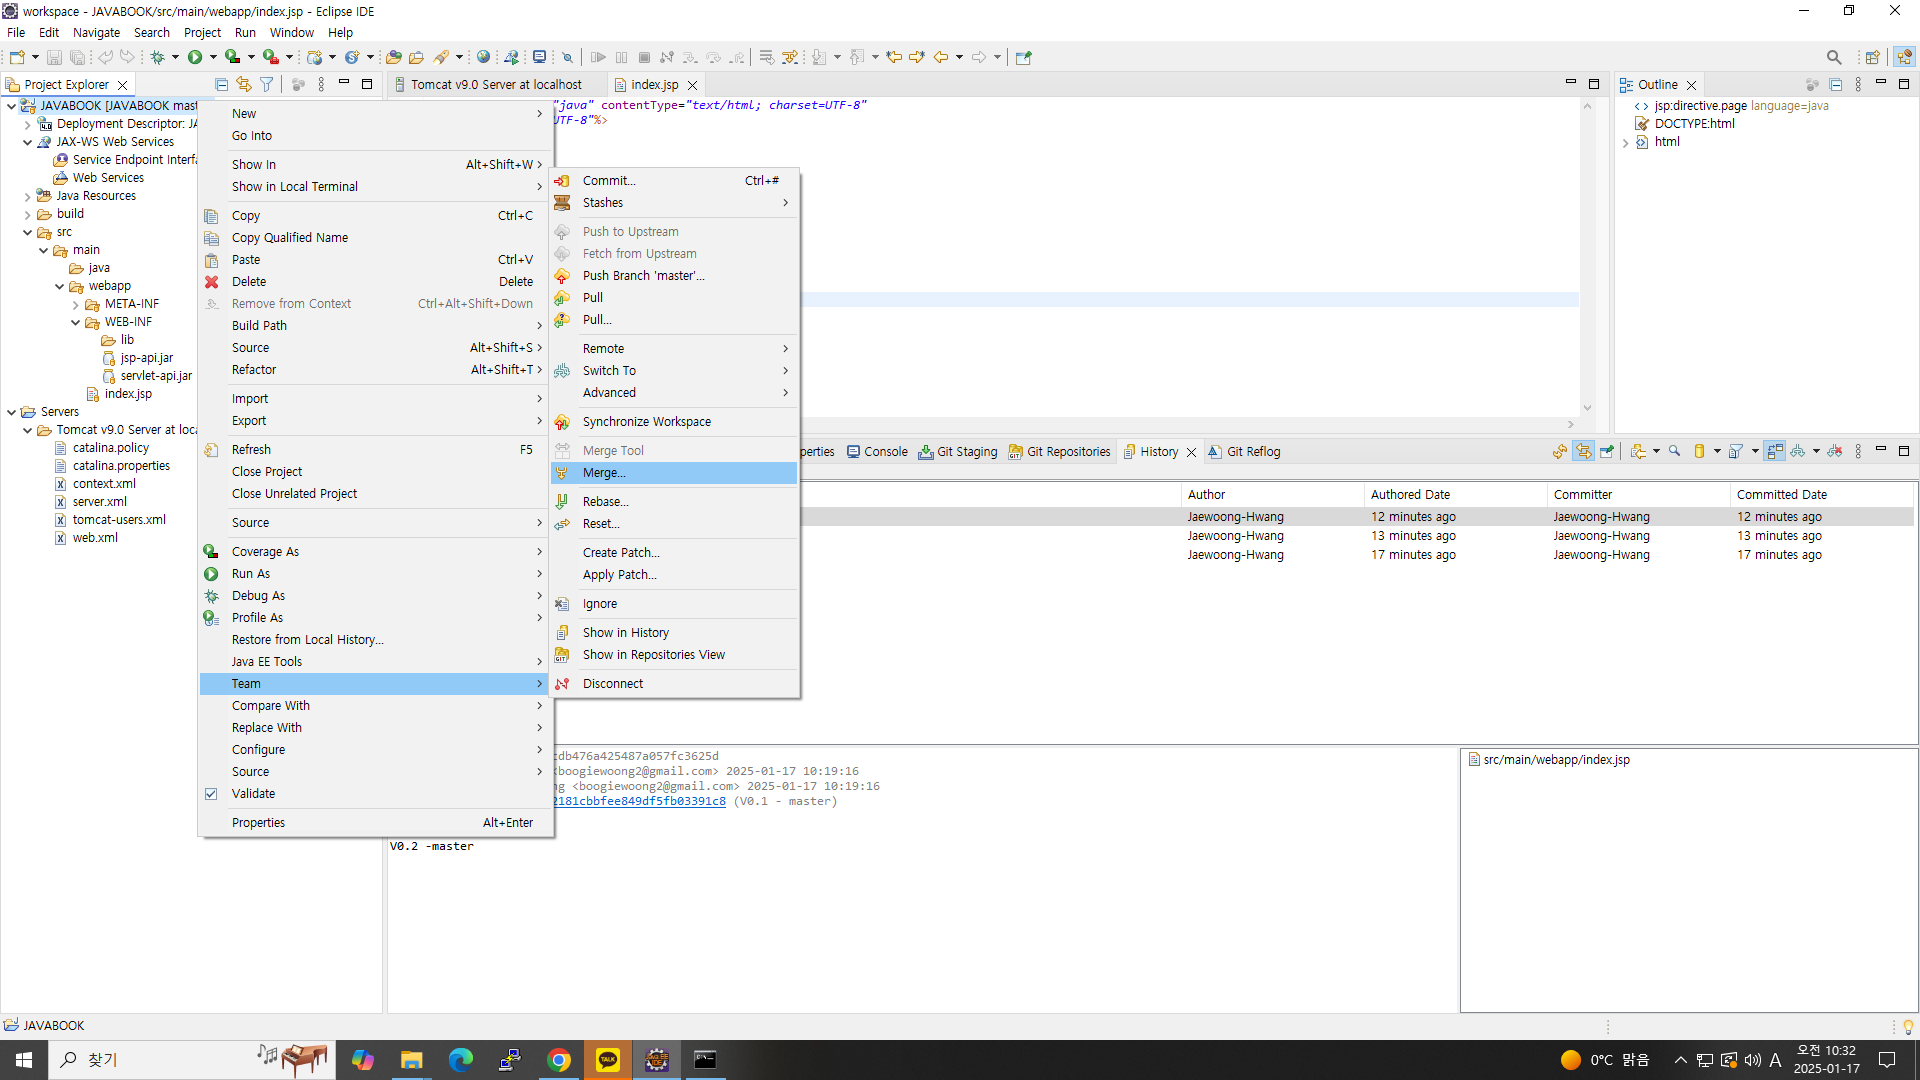 workspace - JAVABOOK/src/main/webapp/index.jsp - Eclipse IDE
File Edit Navigate Search Project Run Window Help
Project Explorer
Tomcat v9.0 Server at localhost
index.jsp
Outline
JAVABOOK [JAVABOOK mast
Deployment Descriptor: JA
JAX-WS Web Services
Service Endpoint Interfa
Web Services
Java Resources
build
src
main
java
webapp
META-INF
WEB-INF
lib
jsp-api.jar
servlet-api.jar
index.jsp
Servers
Tomcat v9.0 Server at loca
catalina.policy
catalina.properties
context.xml
server.xml
tomcat-users.xml
web.xml
New
Go Into
Show In Alt+Shift+W
Show in Local Terminal
Copy Ctrl+C
Copy Qualified Name
Paste Ctrl+V
Delete Delete
Remove from Context Ctrl+Alt+Shift+Down
Build Path
Source Alt+Shift+S
Refactor Alt+Shift+T
Import
Export
Refresh F5
Close Project
Close Unrelated Project
Source
Coverage As
Run As
Debug As
Profile As
Restore from Local History...
Java EE Tools
Team
Compare With
Replace With
Configure
Source
Validate
Properties Alt+Enter
"java" contentType="text/html; charset=UTF-8"
UTF-8"%>
Commit... Ctrl+#
Stashes
Push to Upstream
Fetch from Upstream
Push Branch 'master'...
Pull
Pull...
Remote
Switch To
Advanced
Synchronize Workspace
Merge Tool
Merge...
Rebase...
Reset...
Create Patch...
Apply Patch...
Ignore
Show in History
Show in Repositories View
Disconnect
jsp:directive.page language=java
DOCTYPE:html
html
perties Console Git Staging Git Repositories History Git Reflog
Author Authored Date Committer Committed Date
Jaewoong-Hwang 12 minutes ago Jaewoong-Hwang 12 minutes ago
Jaewoong-Hwang 13 minutes ago Jaewoong-Hwang 13 minutes ago
Jaewoong-Hwang 17 minutes ago Jaewoong-Hwang 17 minutes ago
cdb476a425487a057fc3625d
<boogiewoong2@gmail.com> 2025-01-17 10:19:16
ng <boogiewoong2@gmail.com> 2025-01-17 10:19:16
2181cbbfee849df5fb03391c8 (V0.1 - master)
V0.2 -master
src/main/webapp/index.jsp
JAVABOOK
찾기
TALK
Java EE IDE
0°C 맑음
A
오전 10:32
2025-01-17